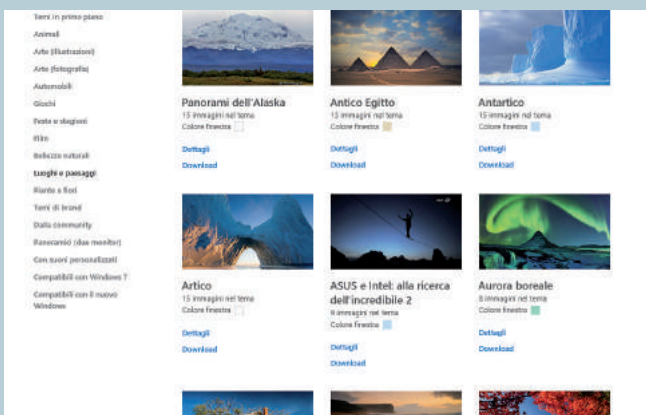 Temi in primo piano
Animali
Arte (illustrazioni)
Arte (fotografia)
Automobili
Giochi
Feste e stagioni
Film
Bellezze naturali
Luoghi e paesaggi
Piante e fiori
Temi di brand
Dalla community
Panoramici (due monitor)
Con suoni personalizzati
Compatibili con Windows 7
Compatibili con il nuovo
Windows
Panorami dell'Alaska
15 immagini nel tema
Colore finestra
Dettagli
Download
Antico Egitto
15 immagini nel tema
Colore finestra
Dettagli
Download
Antartico
15 immagini nel tema
Colore finestra
Dettagli
Download
Artico
15 immagini nel tema
Colore finestra
Dettagli
Download
ASUS e Intel: alla ricerca
dell'incredibile 2
9 immagini nel tema
Colore finestra
Dettagli
Download
Aurora boreale
8 immagini nel tema
Colore finestra
Dettagli
Download